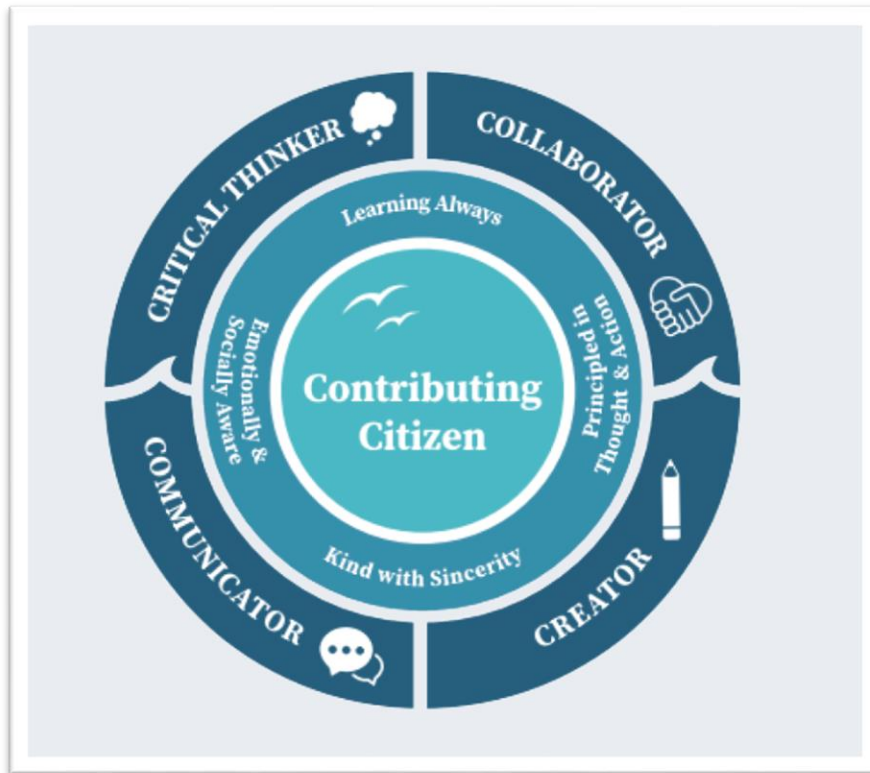 CRITICAL THINKER
COLLABORATOR
Learning Always
Emotionally &
Socially Aware
Principled in
Thought & Action
Contributing
Citizen
Kind with Sincerity
COMMUNICATOR
CREATOR